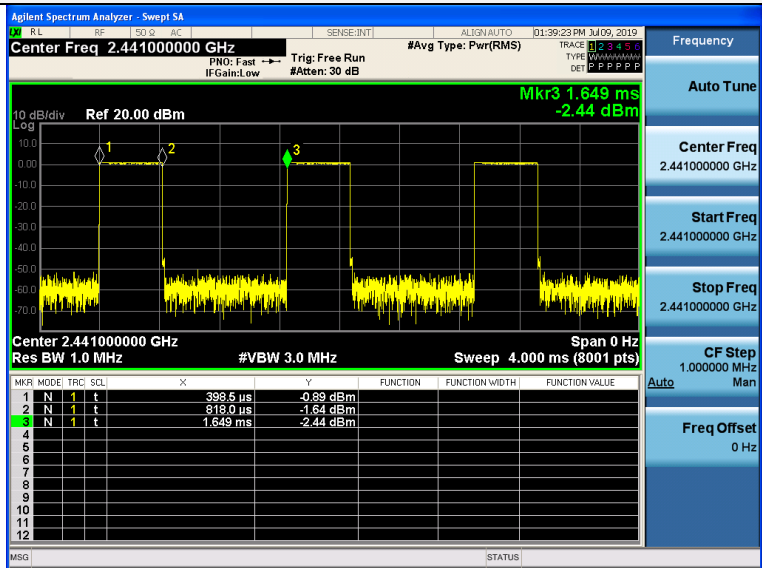 Agilent Spectrum Analyzer - Swept SA
LXI RL RF 50 Ω AC SENSE:INT ALIGN AUTO 01:39:23 PM Jul 09, 2019
Center Freq 2.441000000 GHz #Avg Type: Pwr(RMS) TRACE 1 2 3 4 5 6
PNO: Fast Trig: Free Run TYPE
IFGain:Low #Atten: 30 dB DET P P P P P P
Mkr3 1.649 ms
-2.44 dBm
10 dB/div Ref 20.00 dBm
Log
10.0
0.00
-10.0
-20.0
-30.0
-40.0
-50.0
-60.0
-70.0
1
2
3
Center 2.441000000 GHz Span 0 Hz
Res BW 1.0 MHz #VBW 3.0 MHz Sweep 4.000 ms (8001 pts)
MKR MODE TRC SCL X Y FUNCTION FUNCTION WIDTH FUNCTION VALUE
1 N 1 t 398.5 µs -0.89 dBm
2 N 1 t 818.0 µs -1.64 dBm
3 N 1 t 1.649 ms -2.44 dBm
4
5
6
7
8
9
10
11
12
MSG STATUS
Frequency
Auto Tune
Center Freq
2.441000000 GHz
Start Freq
2.441000000 GHz
Stop Freq
2.441000000 GHz
CF Step
1.000000 MHz
Auto Man
Freq Offset
0 Hz